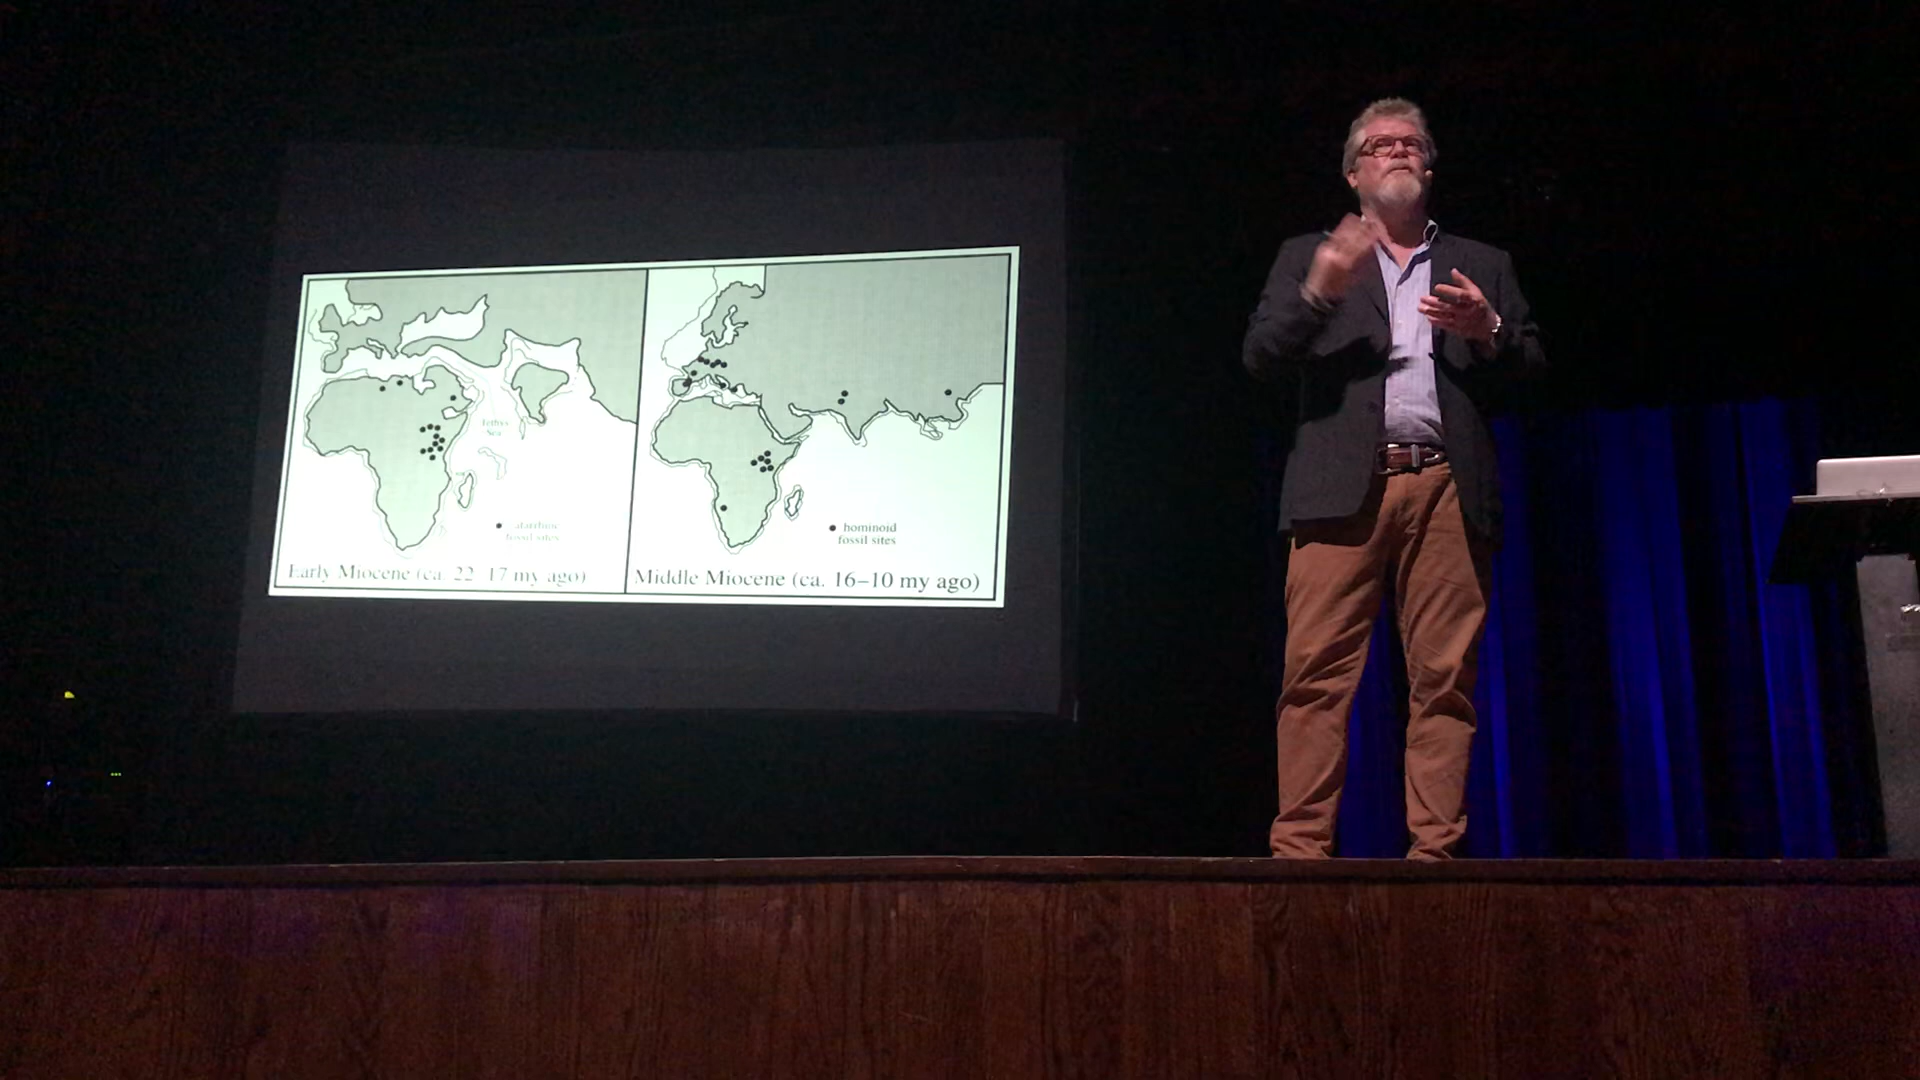 Tethys
Sea
catarrhine
fossil sites
Early Miocene (ca. 22–17 my ago)
hominoid
fossil sites
Middle Miocene (ca. 16–10 my ago)